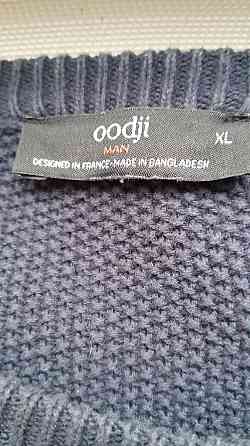 oodji
XL
MAN
DESIGNED IN FRANCE·MADE IN BANGLADESH